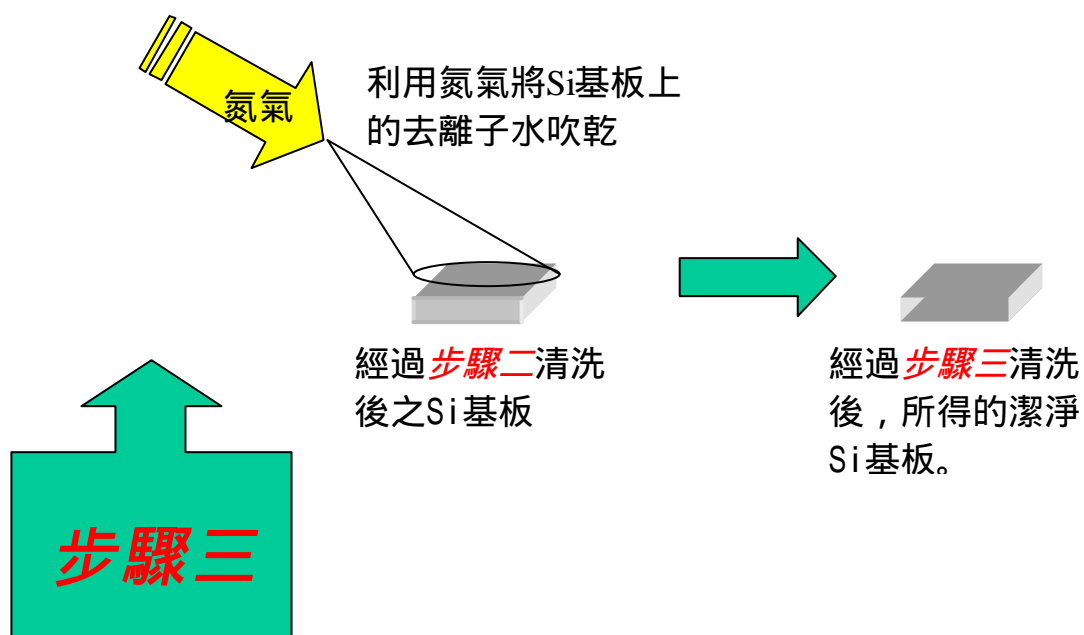 氮氣
利用氮氣將Si基板上
的去離子水吹乾
經過步驟二清洗
後之Si基板
經過步驟三清洗
後，所得的潔淨
Si基板。
步驟三